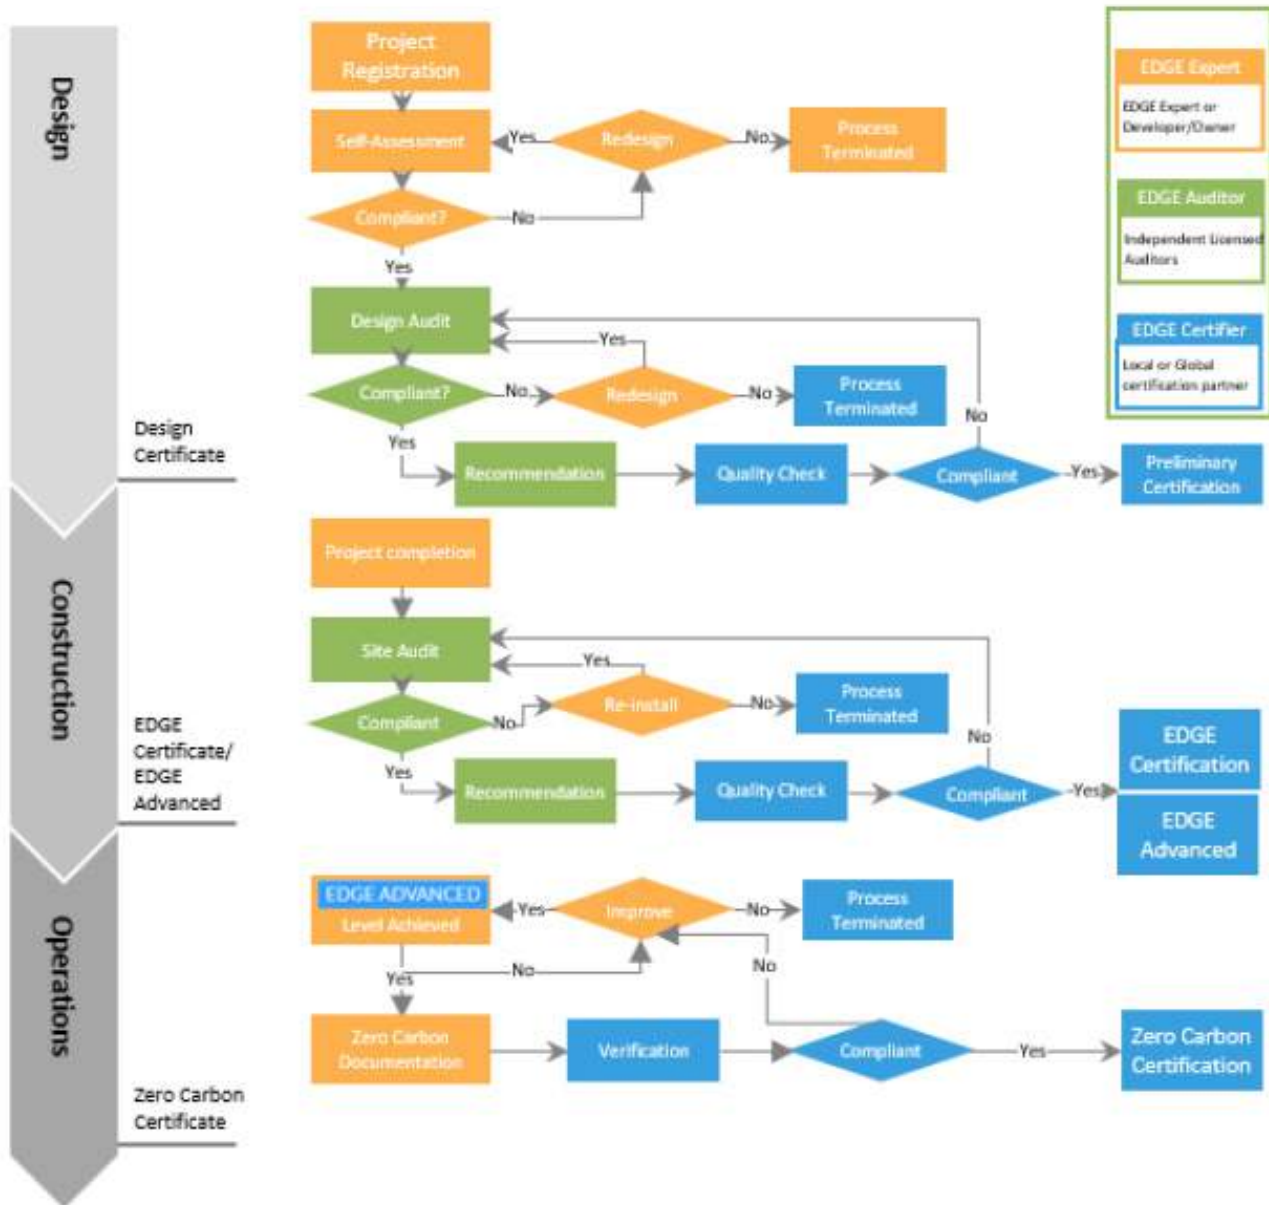 Design
Project
Registration
Self-Assessment
Yes
Redesign
No
Process
Terminated
Compliant?
No
Yes
Design Audit
Yes
Compliant?
No
Redesign
No
Process
Terminated
No
Yes
Design
Certificate
Recommendation
Quality Check
Compliant
Yes
Preliminary
Certification
EDGE Expert
EDGE Expert or
Developer/Owner
EDGE Auditor
Independent Licensed
Auditors
EDGE Certifier
Local or Global
certification partner
Construction
Project completion
Site Audit
Yes
Compliant
No
Re-install
No
Process
Terminated
No
Yes
EDGE
Certificate/
EDGE
Advanced
Recommendation
Quality Check
Compliant
Yes
EDGE
Certification
EDGE
Advanced
Operations
EDGE ADVANCED
Level Achieved
Yes
Improve
No
Process
Terminated
Yes
No
No
Zero Carbon
Documentation
Verification
Compliant
Yes
Zero Carbon
Certification
Zero Carbon
Certificate